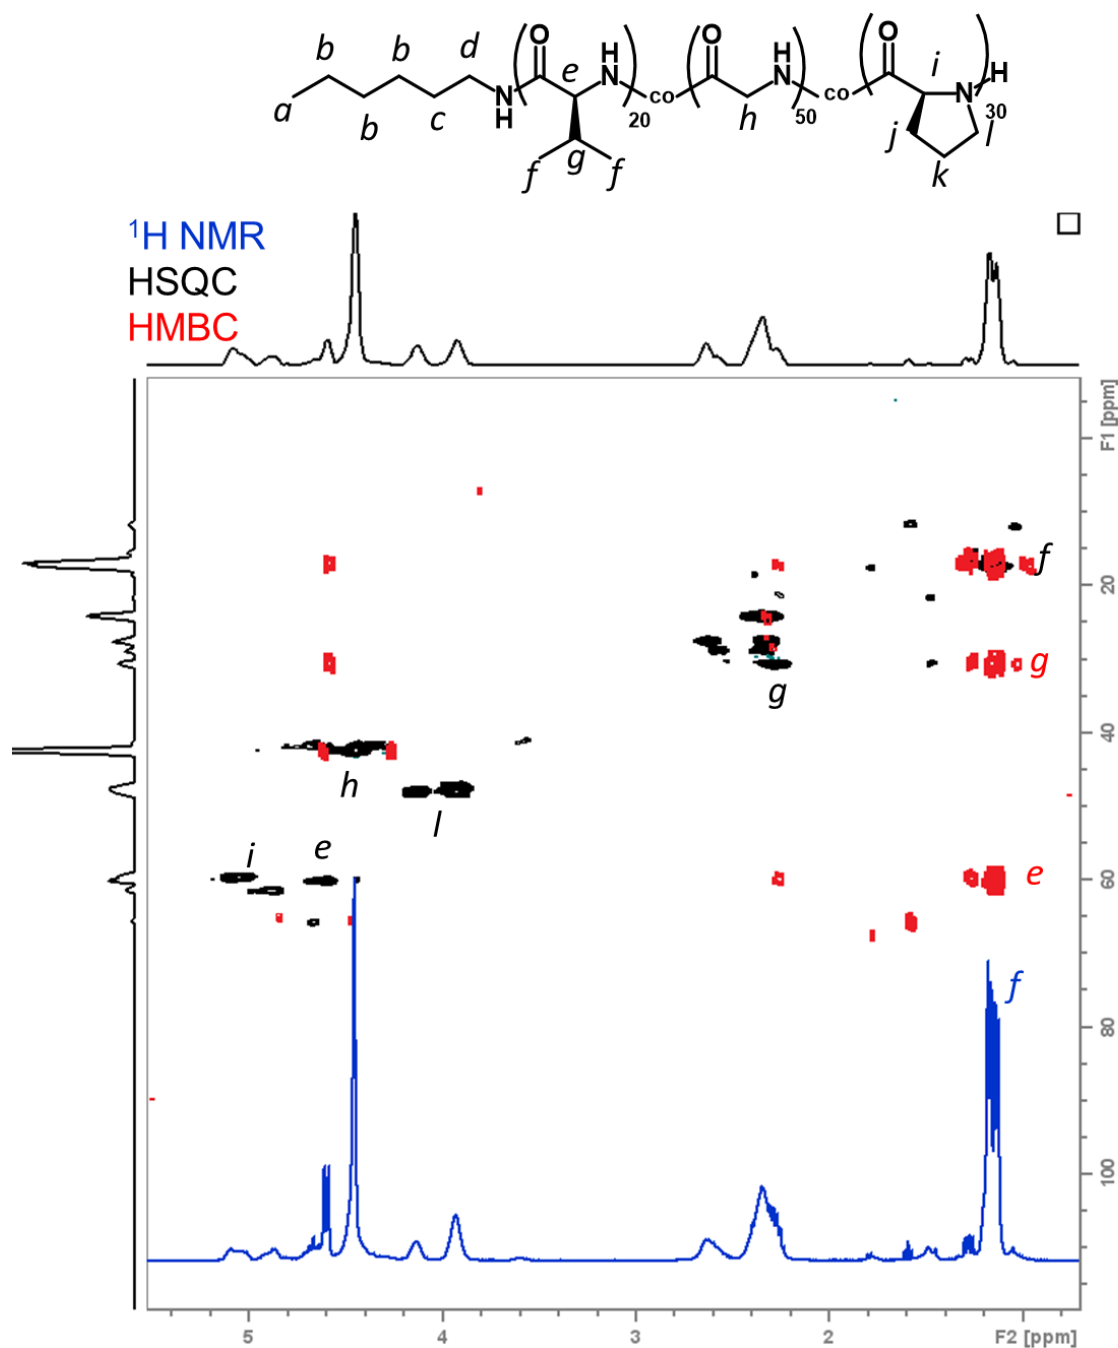 O O O
b b d e H H i
N N co N co N H
a b c H 20 h 50 j 30 l
f g f k
¹H NMR
HSQC
HMBC
F1 [ppm]
f
20
g
g
40
h
l
i e
60
e
f
80
100
5 4 3 2 F2 [ppm]